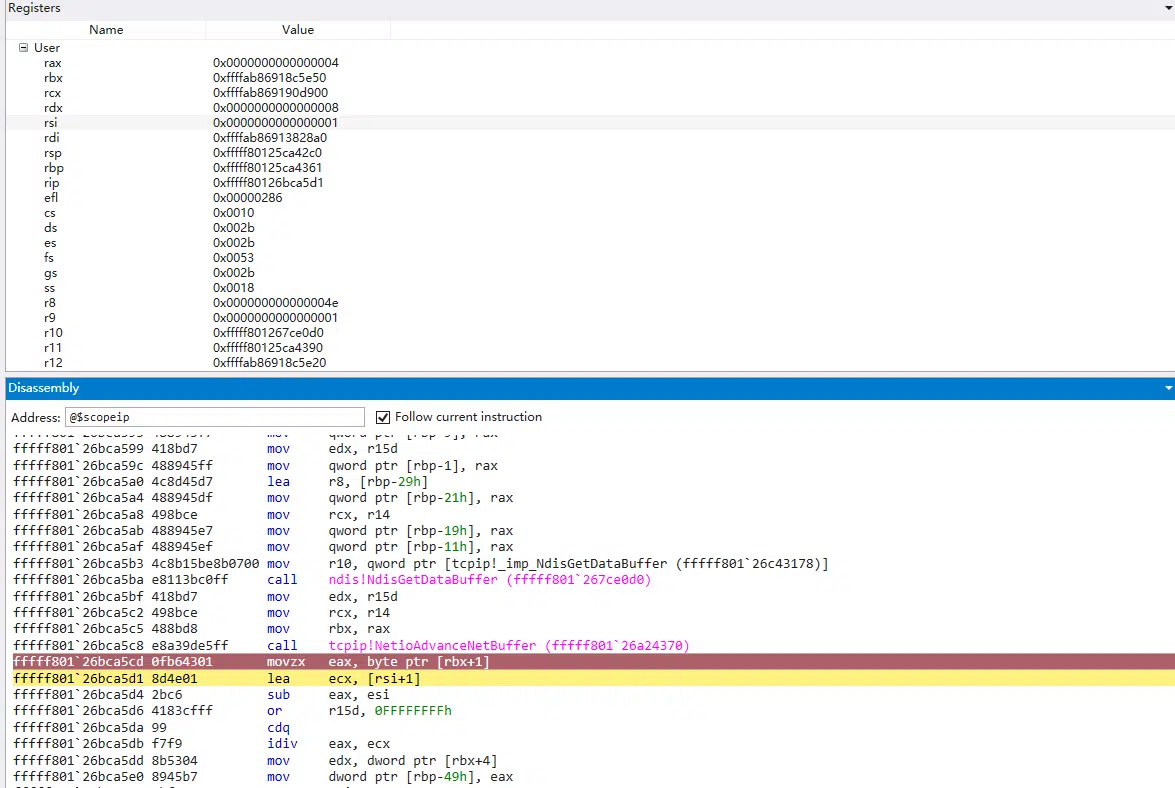 Registers
Name Value
User
rax 0x0000000000000004
rbx 0xffffab86918c5e50
rcx 0xffffab869190d900
rdx 0x0000000000000008
rsi 0x0000000000000001
rdi 0xffffab86913828a0
rsp 0xfffff80125ca42c0
rbp 0xfffff80125ca4361
rip 0xfffff80126bca5d1
efl 0x00000286
cs 0x0010
ds 0x002b
es 0x002b
fs 0x0053
gs 0x002b
ss 0x0018
r8 0x000000000000004e
r9 0x0000000000000001
r10 0xfffff801267ce0d0
r11 0xfffff80125ca4390
r12 0xffffab86918c5e20
Disassembly
Address: @$scopeip Follow current instruction
fffff801`26bca599 418bd7 mov edx, r15d
fffff801`26bca59c 488945ff mov qword ptr [rbp-1], rax
fffff801`26bca5a0 4c8d45d7 lea r8, [rbp-29h]
fffff801`26bca5a4 488945df mov qword ptr [rbp-21h], rax
fffff801`26bca5a8 498bce mov rcx, r14
fffff801`26bca5ab 488945e7 mov qword ptr [rbp-19h], rax
fffff801`26bca5af 488945ef mov qword ptr [rbp-11h], rax
fffff801`26bca5b3 4c8b15be8b0700 mov r10, qword ptr [tcpip!_imp_NdisGetDataBuffer (fffff801`26c43178)]
fffff801`26bca5ba e8113bc0ff call ndis!NdisGetDataBuffer (fffff801`267ce0d0)
fffff801`26bca5bf 418bd7 mov edx, r15d
fffff801`26bca5c2 498bce mov rcx, r14
fffff801`26bca5c5 488bd8 mov rbx, rax
fffff801`26bca5c8 e8a39de5ff call tcpip!NetioAdvanceNetBuffer (fffff801`26a24370)
fffff801`26bca5cd 0fb64301 movzx eax, byte ptr [rbx+1]
fffff801`26bca5d1 8d4e01 lea ecx, [rsi+1]
fffff801`26bca5d4 2bc6 sub eax, esi
fffff801`26bca5d6 4183cfff or r15d, 0FFFFFFFFh
fffff801`26bca5da 99 cdq
fffff801`26bca5db f7f9 idiv eax, ecx
fffff801`26bca5dd 8b5304 mov edx, dword ptr [rbx+4]
fffff801`26bca5e0 8945b7 mov dword ptr [rbp-49h], eax